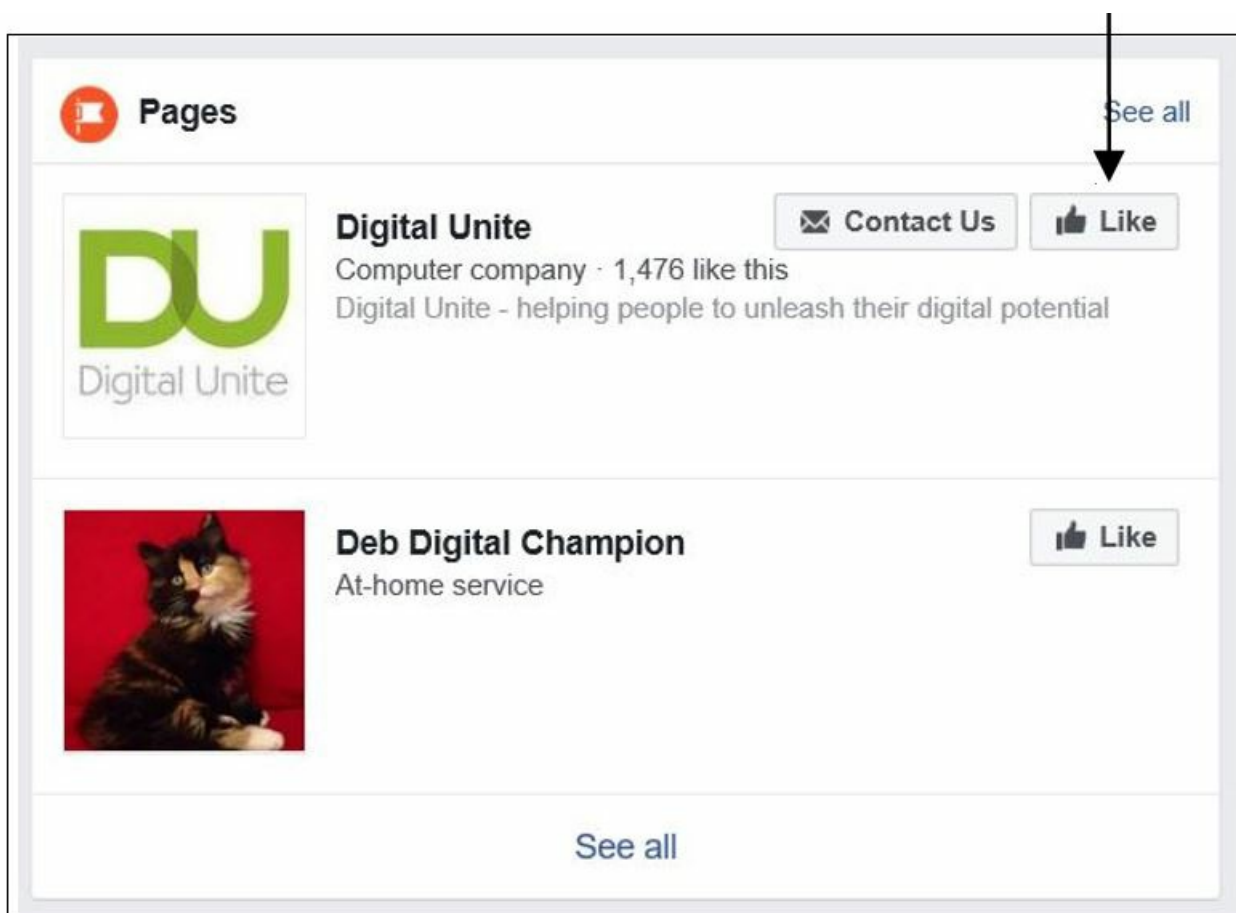 Pages
See all
DU
Digital Unite
Digital Unite
Contact Us
Like
Computer company · 1,476 like this
Digital Unite - helping people to unleash their digital potential
Deb Digital Champion
Like
At-home service
See all